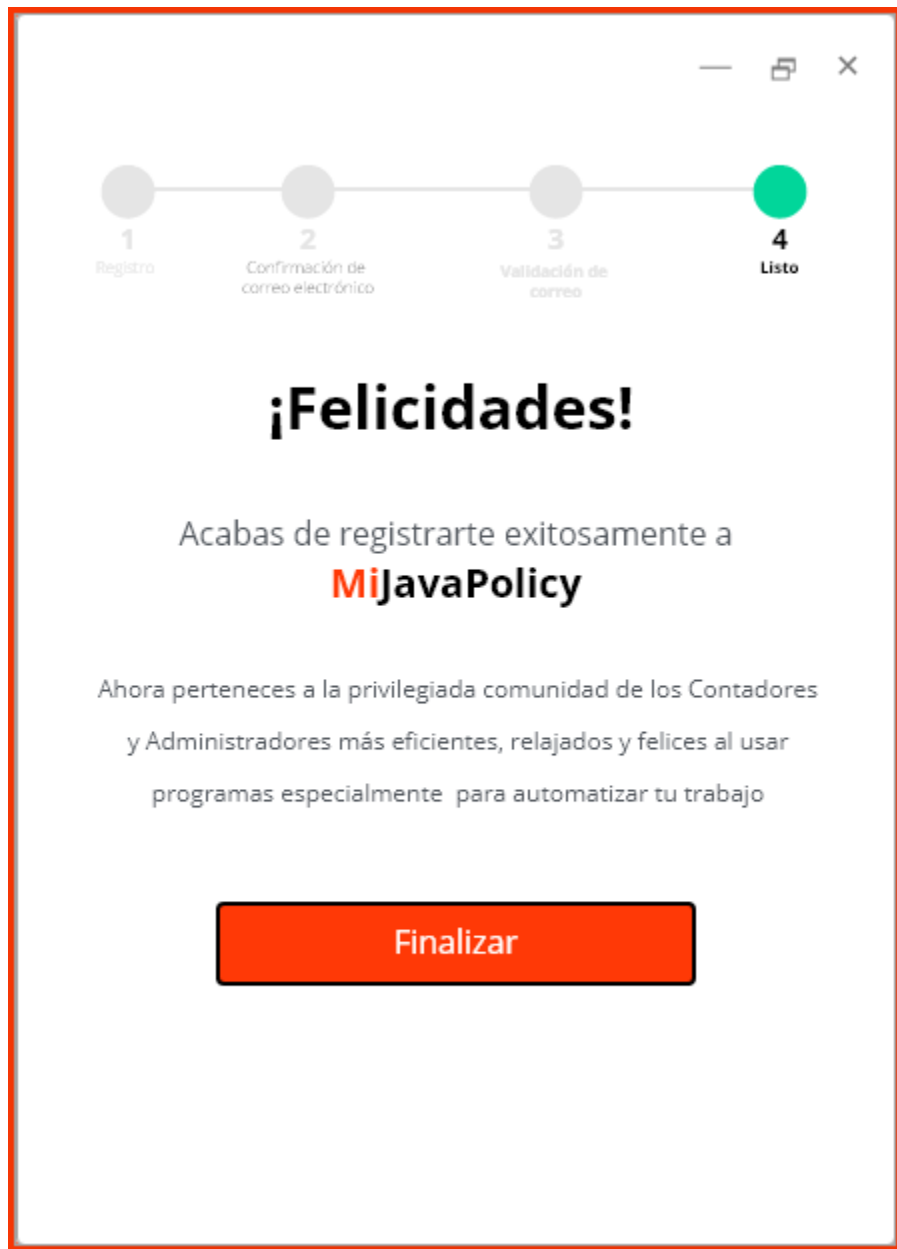 1
Registro
2
Confirmación de
correo electrónico
3
Validación de
correo
4
Listo
¡Felicidades!
Acabas de registrarte exitosamente a
MiJavaPolicy
Ahora perteneces a la privilegiada comunidad de los Contadores
y Administradores más eficientes, relajados y felices al usar
programas especialmente para automatizar tu trabajo
Finalizar